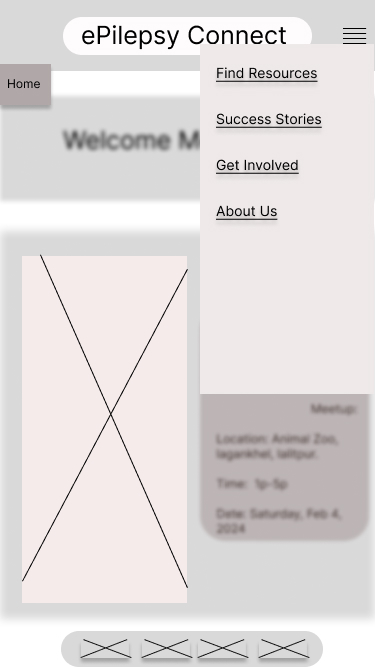 ePilepsy Connect
Home
Find Resources
Success Stories
Get Involved
About Us
Welcome M
Meetup:
Location: Animal Zoo,
lagankhel, lalitpur.
Time: 1p-5p
Date: Saturday, Feb 4,
2024